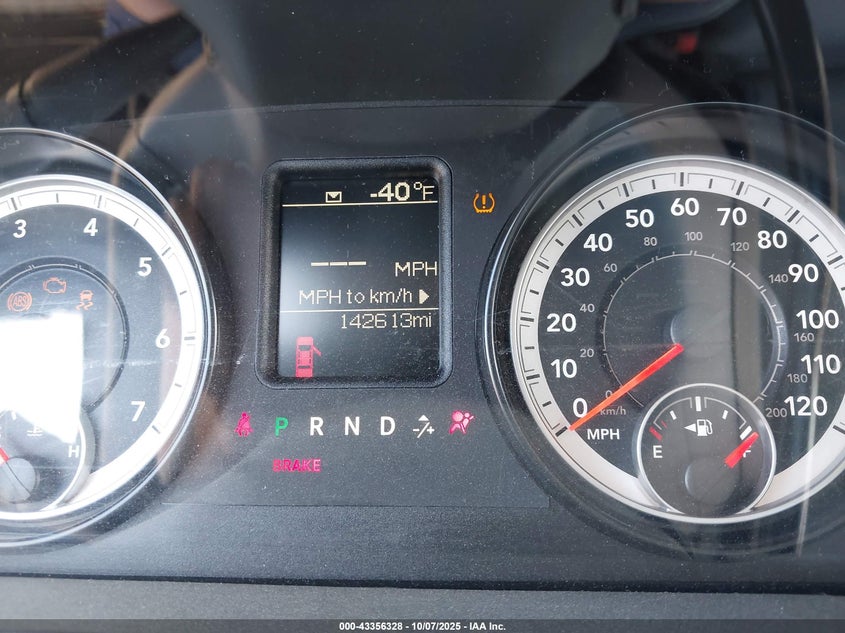 -40°F
--- MPH
MPH to km/h
142613mi
P R N D -/+
BRAKE
3 4 5 6 7
ABS
H
0 10 20 30 40 50 60 70 80 90 100 110 120
0 20 40 60 80 100 120 140 160 180 200
km/h
MPH
E F
000-43356328 - 10/07/2025 - IAA Inc.